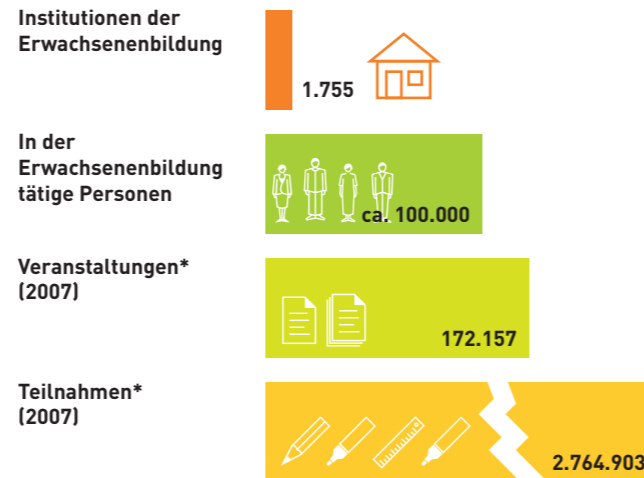 Institutionen der
Erwachsenenbildung
1.755
In der
Erwachsenenbildung
tätige Personen
ca. 100.000
Veranstaltungen*
(2007)
172.157
Teilnahmen*
(2007)
2.764.903